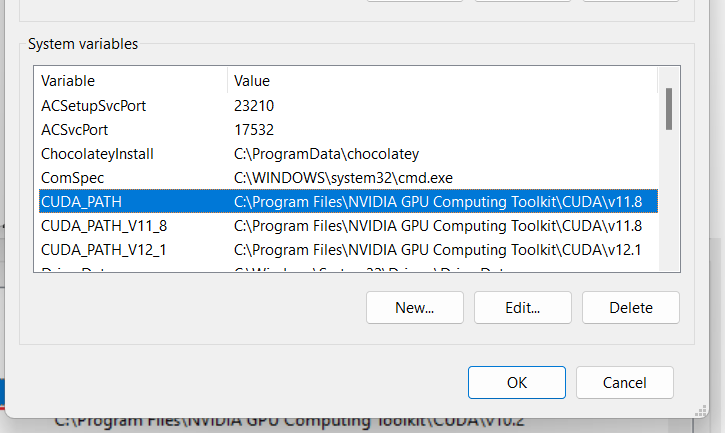 System variables
Variable Value
ACSetupSvcPort 23210
ACSvcPort 17532
ChocolateyInstall C:\ProgramData\chocolatey
ComSpec C:\WINDOWS\system32\cmd.exe
CUDA_PATH C:\Program Files\NVIDIA GPU Computing Toolkit\CUDA\v11.8
CUDA_PATH_V11_8 C:\Program Files\NVIDIA GPU Computing Toolkit\CUDA\v11.8
CUDA_PATH_V12_1 C:\Program Files\NVIDIA GPU Computing Toolkit\CUDA\v12.1
New... Edit... Delete
OK Cancel
C:\Program Files\NVIDIA GPU Computing Toolkit\CUDA\v10.2